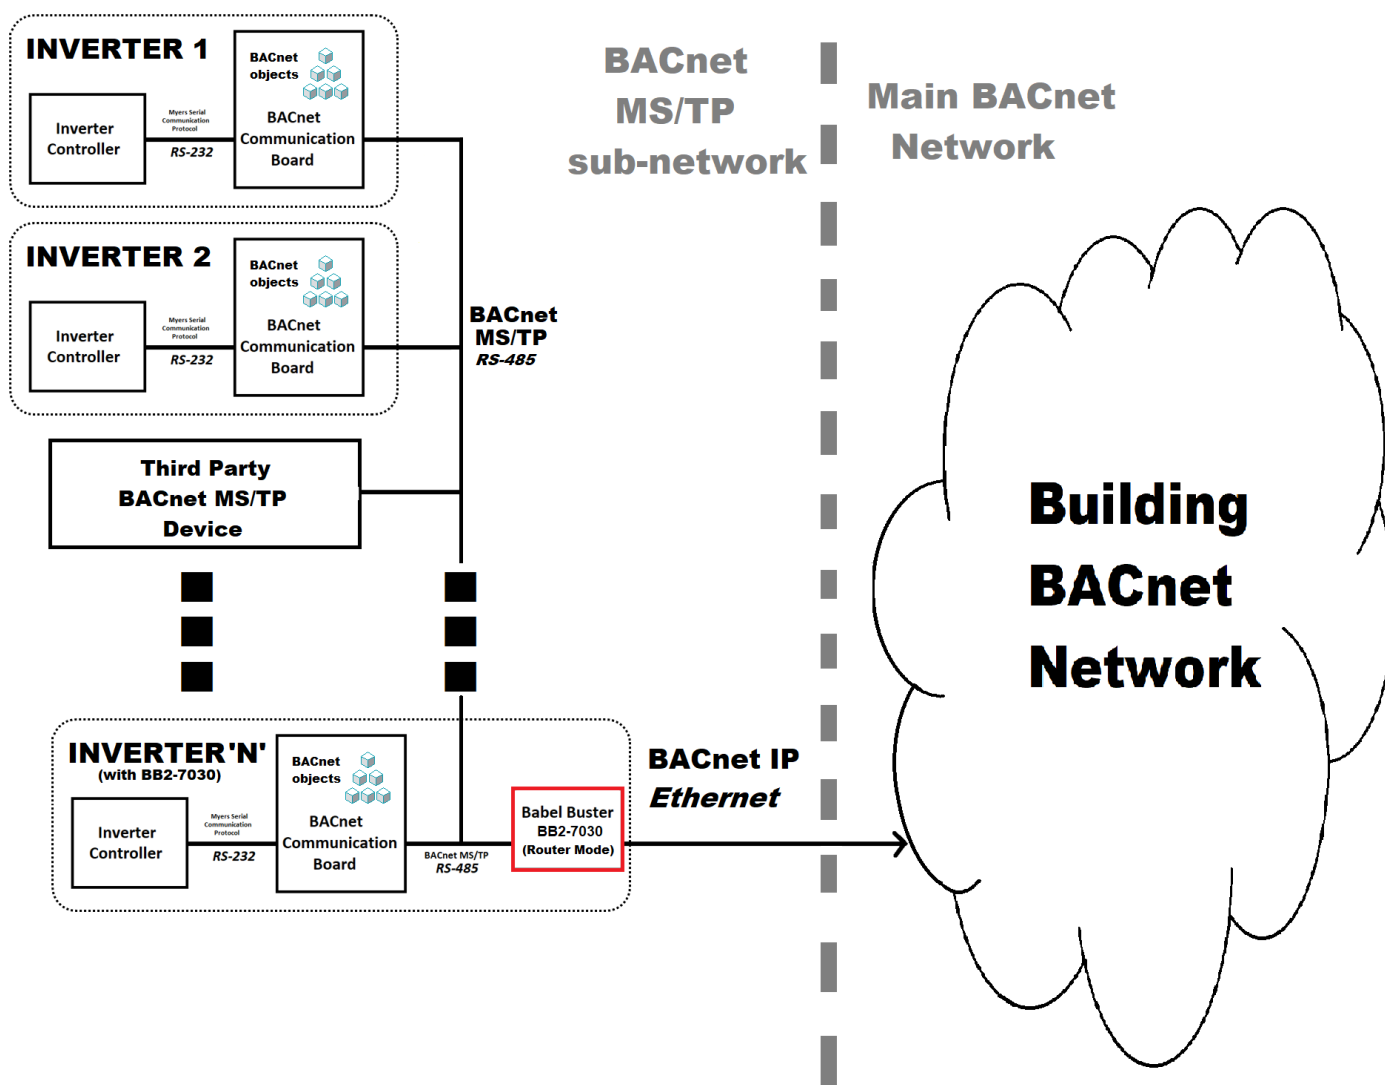 INVERTER 1
BACnet
objects
Inverter
Controller
Myers Serial
Communication
Protocol
RS-232
BACnet
Communication
Board
INVERTER 2
BACnet
objects
Inverter
Controller
Myers Serial
Communication
Protocol
RS-232
BACnet
Communication
Board
BACnet
MS/TP
RS-485
Third Party
BACnet MS/TP
Device
INVERTER'N'
(with BB2-7030)
BACnet
objects
Inverter
Controller
Myers Serial
Communication
Protocol
RS-232
BACnet
Communication
Board
BACnet MS/TP
RS-485
Babel Buster
BB2-7030
(Router Mode)
BACnet IP
Ethernet
BACnet
MS/TP
sub-network
Main BACnet
Network
Building
BACnet
Network